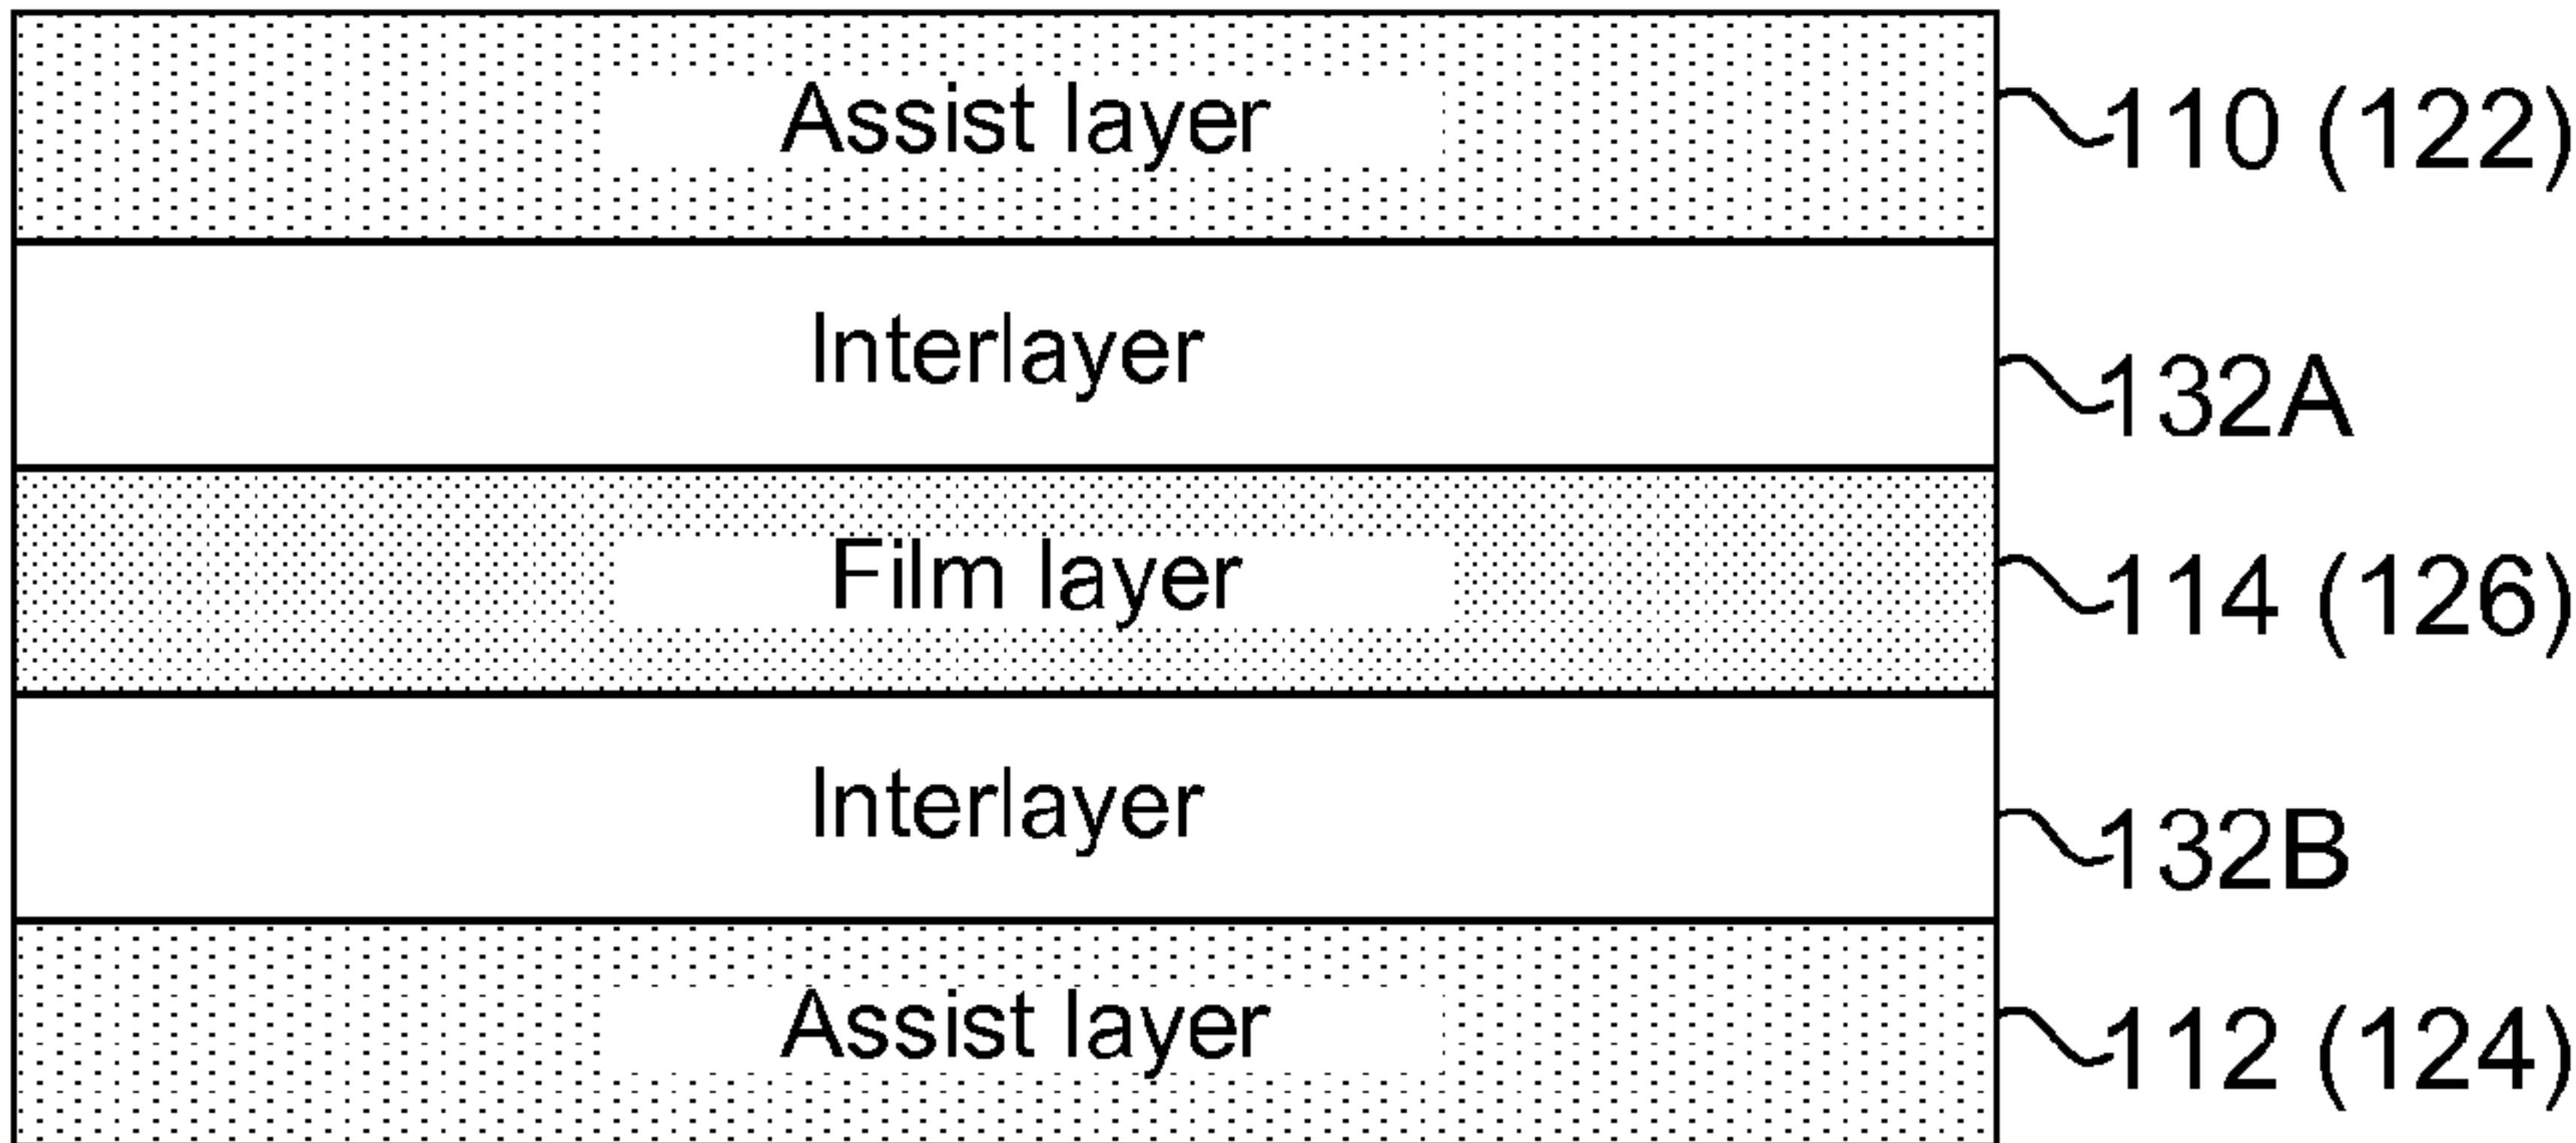 Assist layer 110 (122)
Interlayer 132A
Film layer 114 (126)
Interlayer 132B
Assist layer 112 (124)